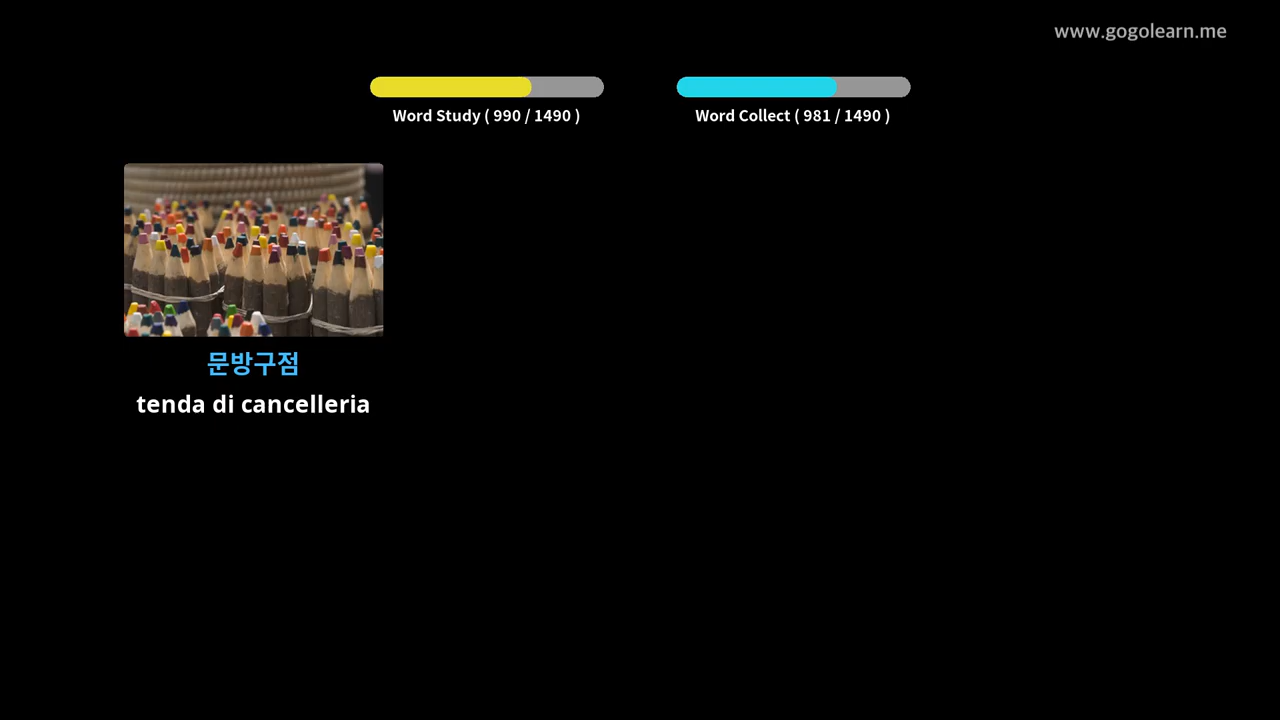 www.gogolearn.me
Word Study ( 990 / 1490 )
Word Collect ( 981 / 1490 )
문방구점
tenda di cancelleria